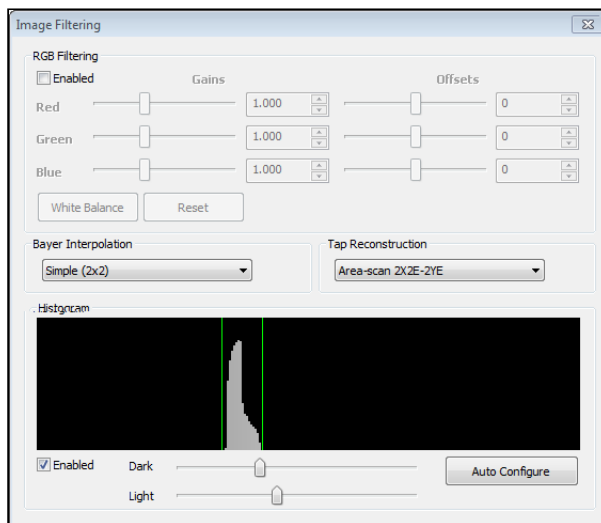 Image Filtering
RGB Filtering
Enabled Gains Offsets
Red 1.000 0
Green 1.000 0
Blue 1.000 0
White Balance Reset
Bayer Interpolation Tap Reconstruction
Simple (2x2) Area-scan 2X2E-2YE
Histogram
Enabled Dark Auto Configure
Light